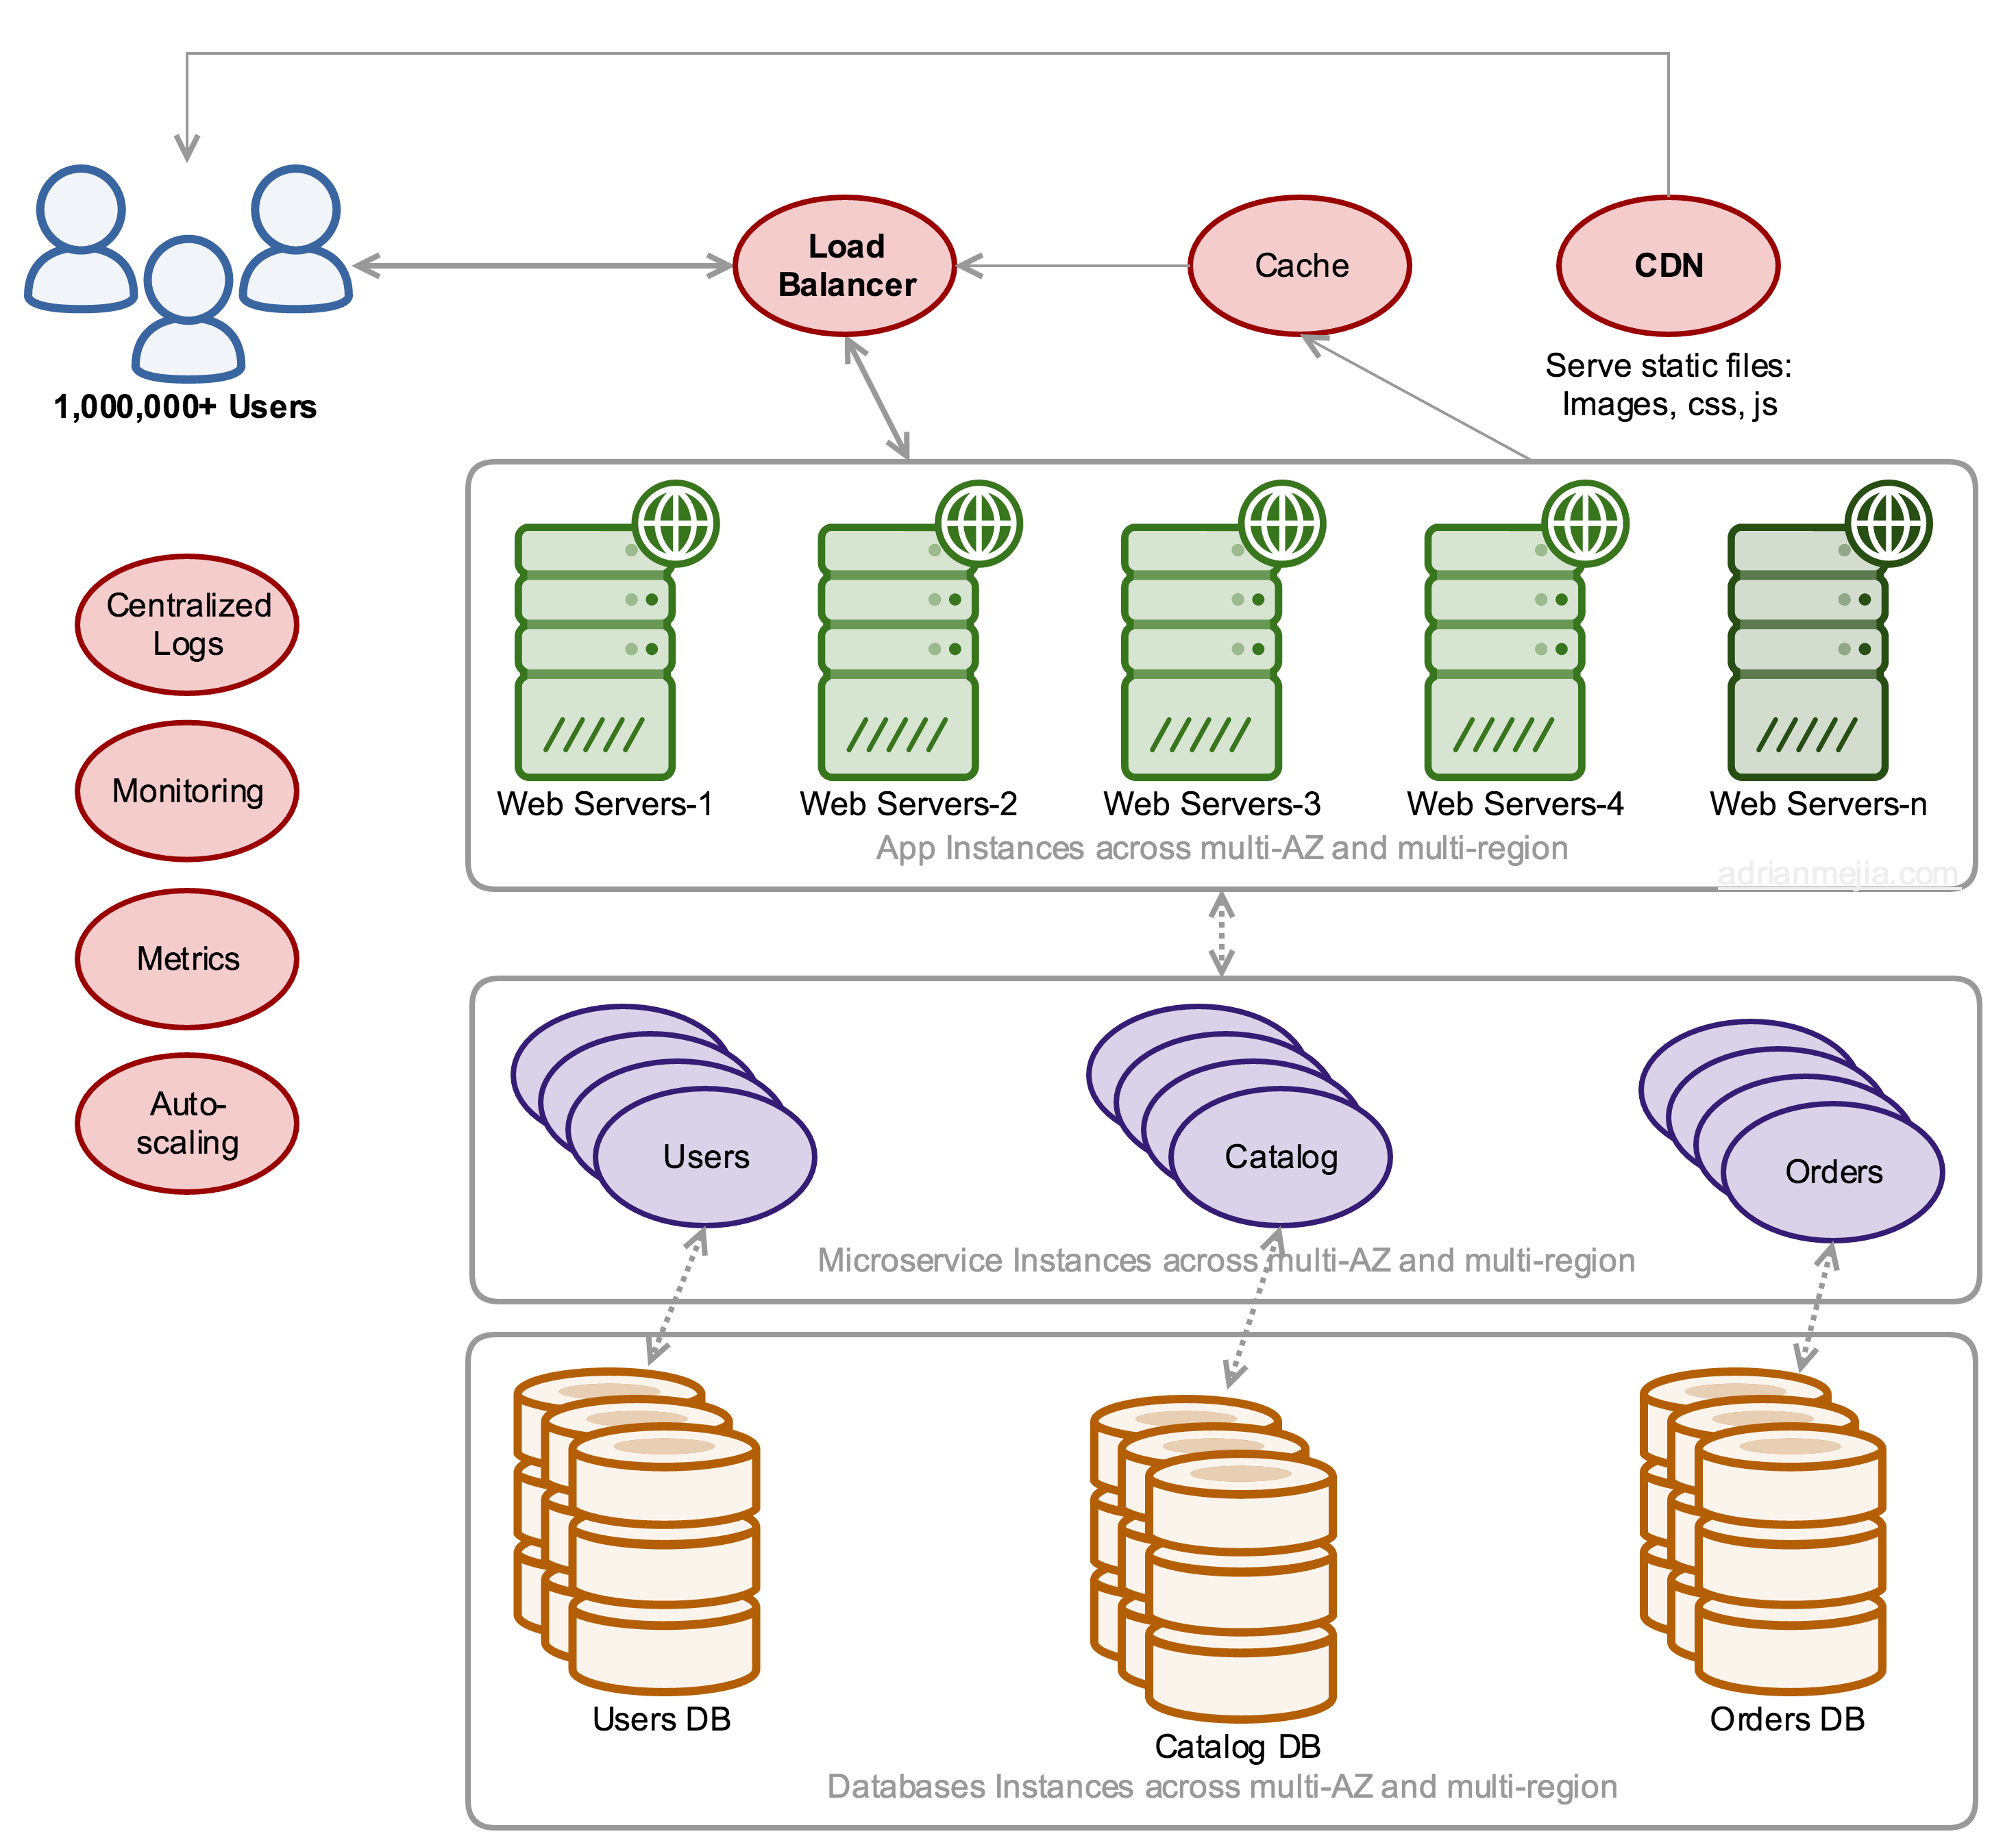 Load
Balancer
Cache
CDN
Serve static files:
Images, css, js
1,000,000+ Users
Centralized
Logs
Monitoring
Metrics
Auto-
scaling
Web Servers-1
Web Servers-2
Web Servers-3
Web Servers-4
Web Servers-n
App Instances across multi-AZ and multi-region
adrianmejia.com
Users
Catalog
Orders
Microservice Instances across multi-AZ and multi-region
Users DB
Catalog DB
Orders DB
Databases Instances across multi-AZ and multi-region